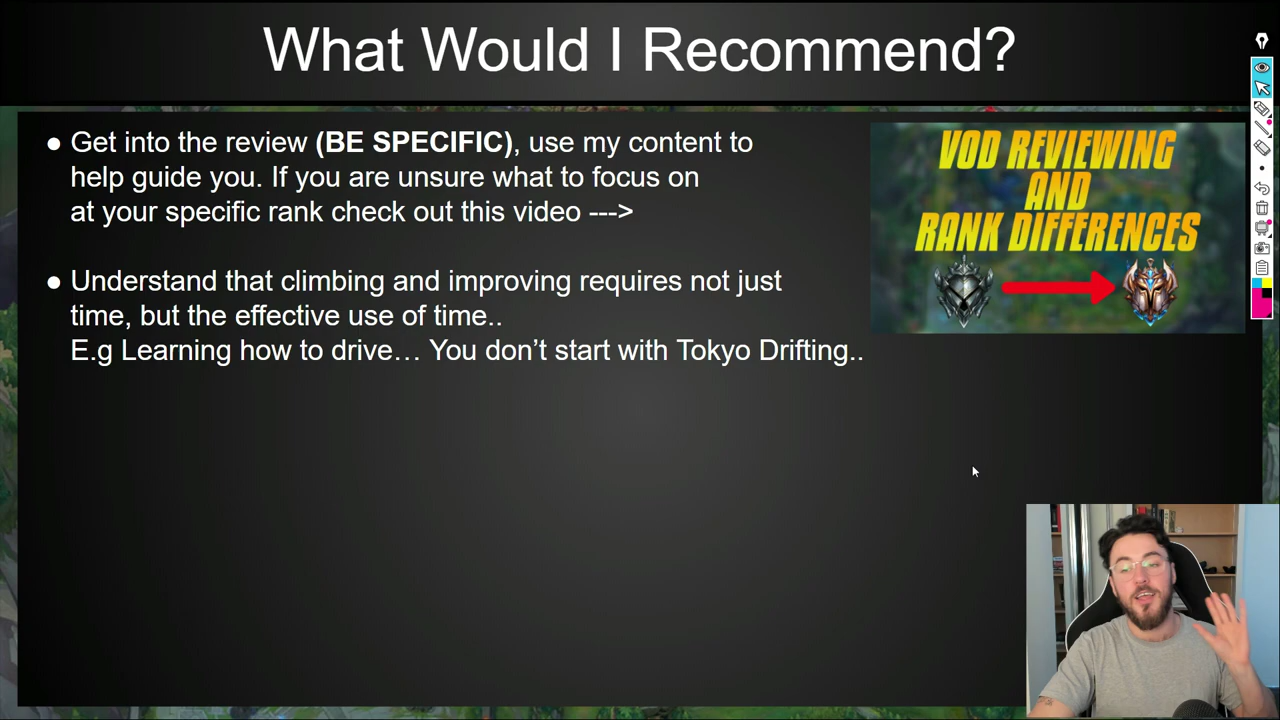 What Would I Recommend?
● Get into the review (BE SPECIFIC), use my content to
help guide you. If you are unsure what to focus on
at your specific rank check out this video --->
● Understand that climbing and improving requires not just
time, but the effective use of time..
E.g Learning how to drive… You don’t start with Tokyo Drifting..
VOD REVIEWING
AND
RANK DIFFERENCES